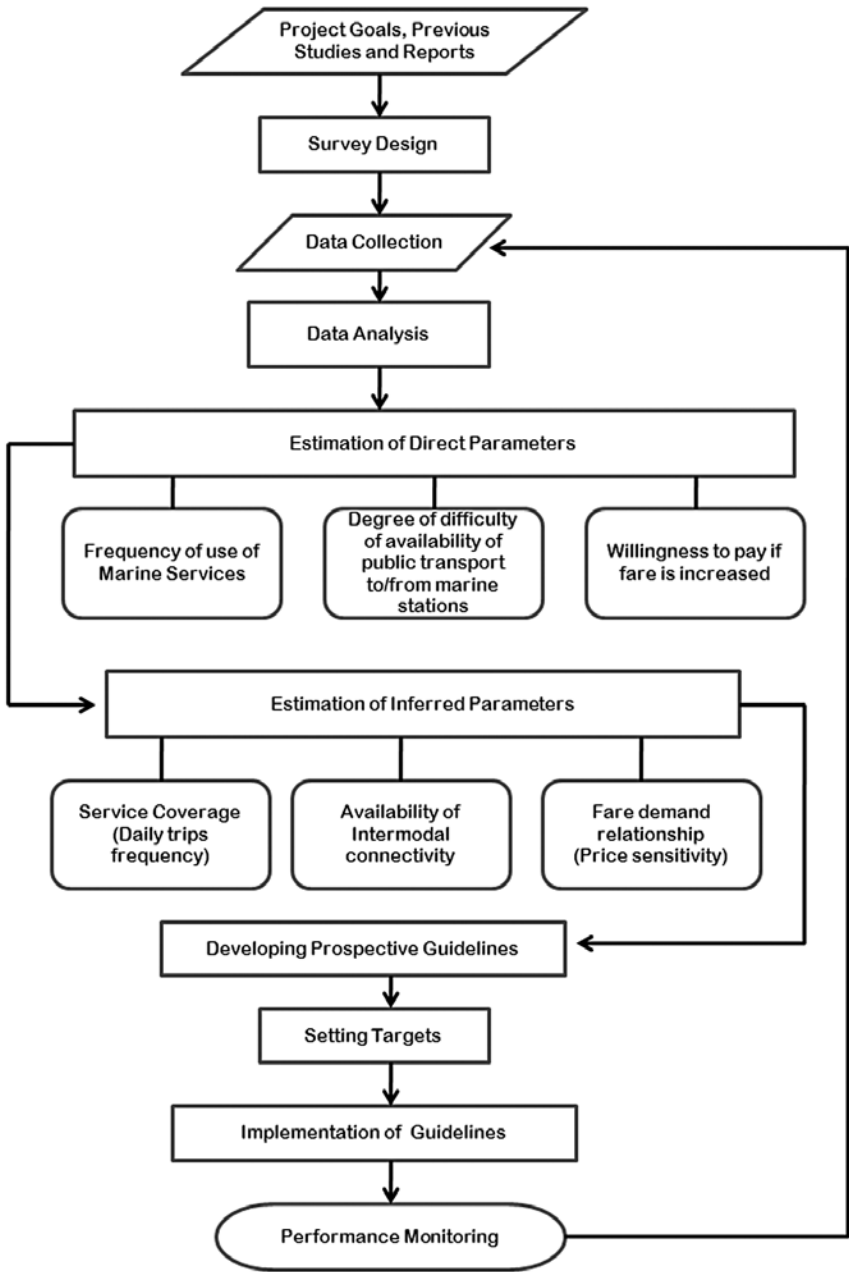 Project Goals, Previous
Studies and Reports
Survey Design
Data Collection
Data Analysis
Estimation of Direct Parameters
Frequency of use of
Marine Services
Degree of difficulty
of availability of
public transport
to/from marine
stations
Willingness to pay if
fare is increased
Estimation of Inferred Parameters
Service Coverage
(Daily trips
frequency)
Availability of
Intermodal
connectivity
Fare demand
relationship
(Price sensitivity)
Developing Prospective Guidelines
Setting Targets
Implementation of Guidelines
Performance Monitoring